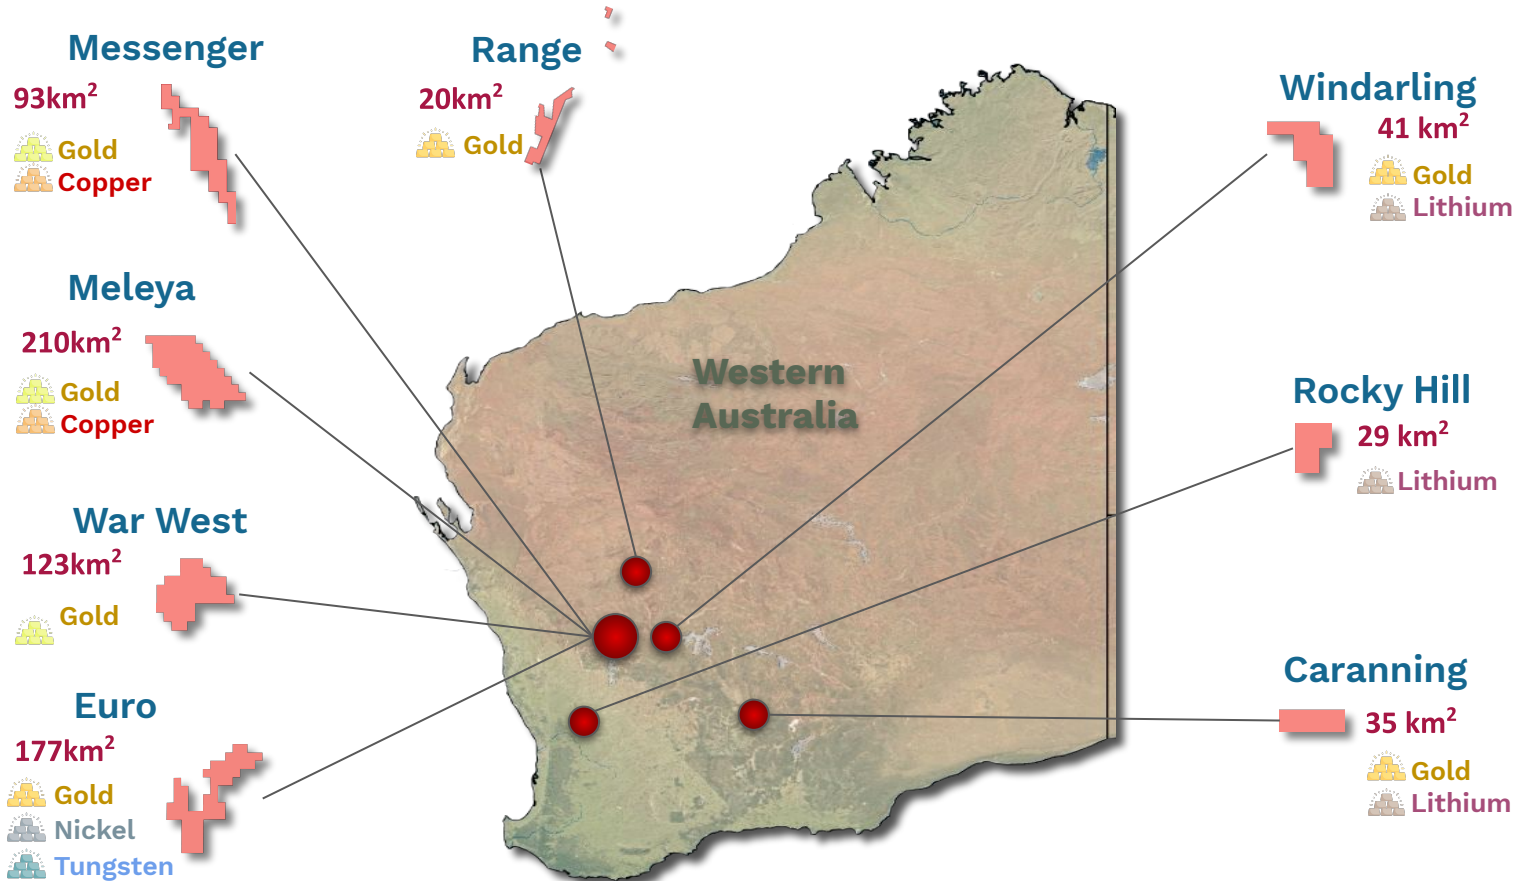 Messenger
93km²
Gold
Copper
Range
20km²
Gold
Windarling
41 km²
Gold
Lithium
Meleya
210km²
Gold
Copper
Western
Australia
Rocky Hill
29 km²
Lithium
War West
123km²
Gold
Euro
177km²
Gold
Nickel
Tungsten
Caranning
35 km²
Gold
Lithium